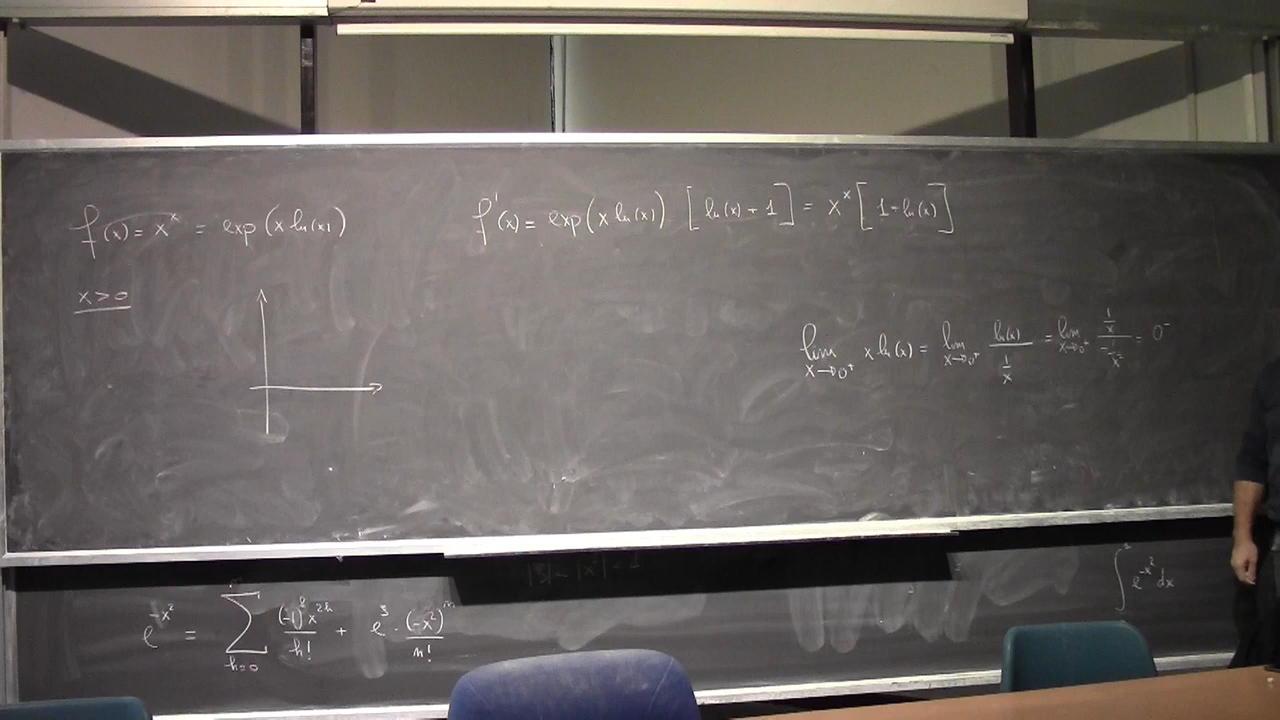 f(x) = x^x = exp(x ln(x))
f'(x) = exp(x ln(x)) [ln(x) + 1] = x^x [1 + ln(x)]
x > 0
lim_{x→0⁺} x ln(x) = lim_{x→0⁺} ln(x) / (1/x) = lim_{x→0⁺} (1/x) / (-1/x²) = 0⁻
∫ e^{-x²} dx
e^{-x²} = ∑_{k=0} (-1)^k x^{2k} / k! + e^ξ · (-x²)^n / n!